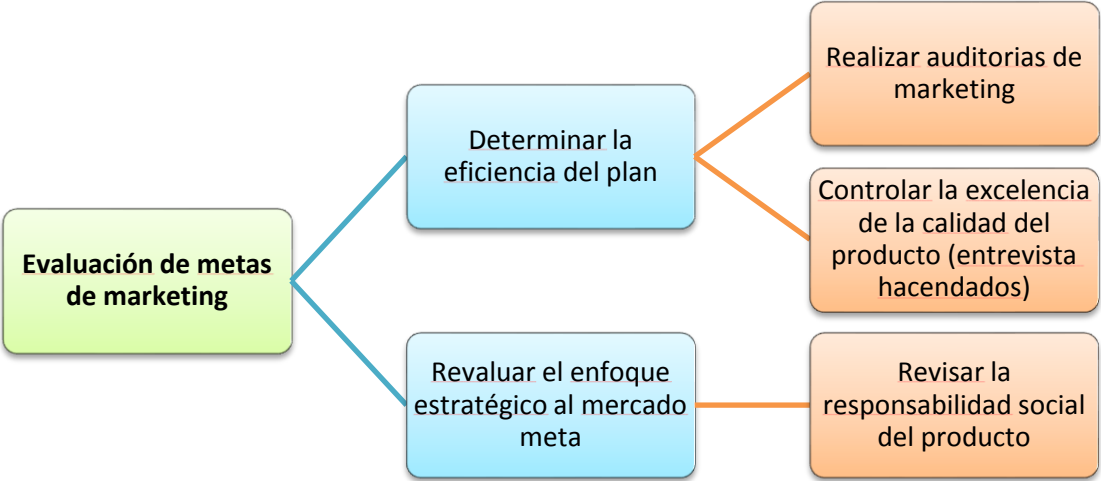 Evaluación de metas
de marketing
Determinar la
eficiencia del plan
Realizar auditorias de
marketing
Controlar la excelencia
de la calidad del
producto (entrevista
hacendados)
Revaluar el enfoque
estratégico al mercado
meta
Revisar la
responsabilidad social
del producto